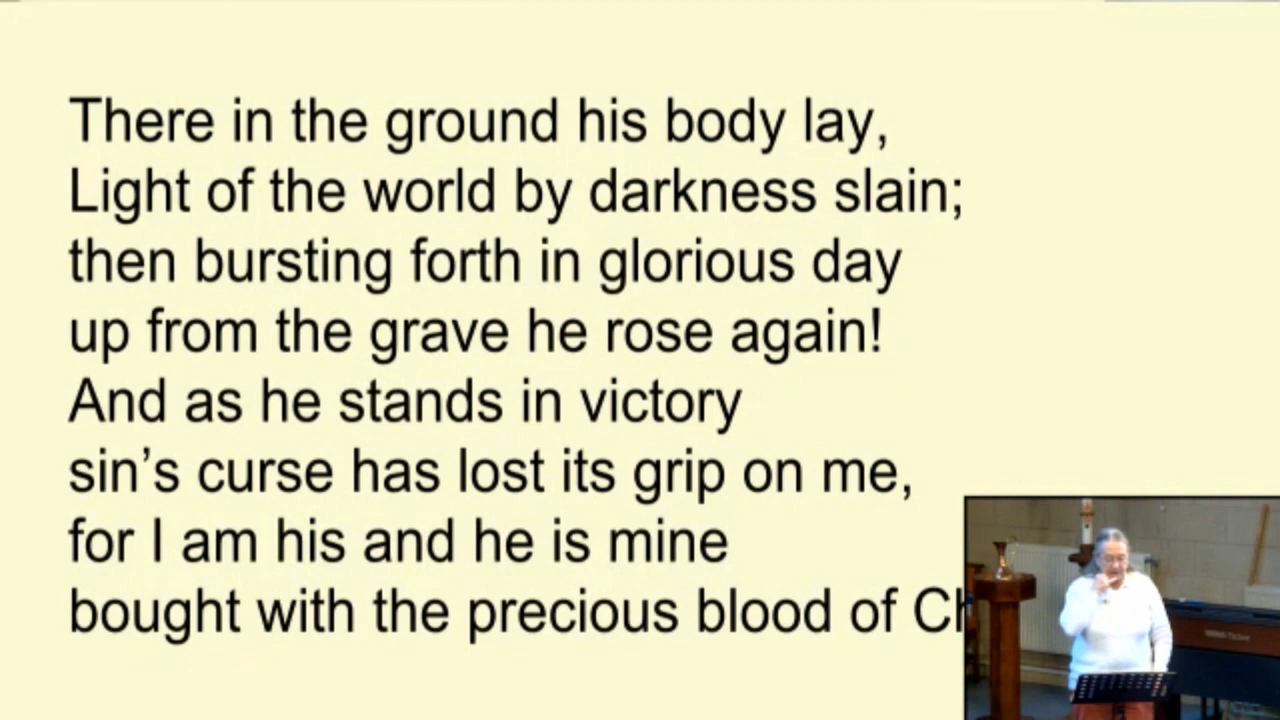 There in the ground his body lay,
Light of the world by darkness slain;
then bursting forth in glorious day
up from the grave he rose again!
And as he stands in victory
sin’s curse has lost its grip on me,
for I am his and he is mine
bought with the precious blood of